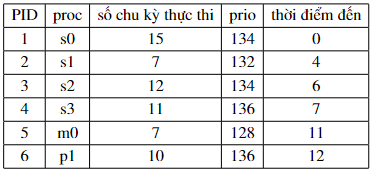 PID proc số chu kỳ thực thi prio thời điểm đến
1 s0 15 134 0
2 s1 7 132 4
3 s2 12 134 6
4 s3 11 136 7
5 m0 7 128 11
6 p1 10 136 12